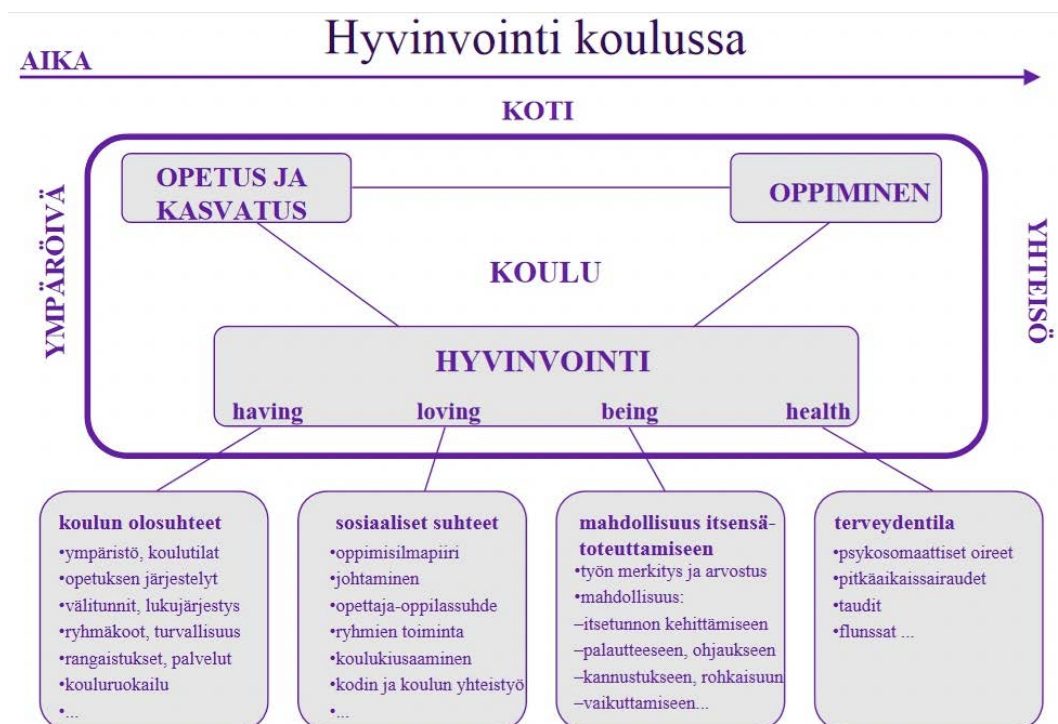 Hyvinvointi koulussa
AIKA
KOTI
YMPÄRÖIVÄ
YHTEISÖ
OPETUS JA
KASVATUS
OPPIMINEN
KOULU
HYVINVOINTI
having loving being health
koulun olosuhteet
•ympäristö, koulutilat
•opetuksen järjestelyt
•välitunnit, lukujärjestys
•ryhmäkoot, turvallisuus
•rangaistukset, palvelut
•kouluruokailu
•...
sosiaaliset suhteet
•oppimisilmapiiri
•johtaminen
•opettaja-oppilassuhde
•ryhmien toiminta
•koulukiusaaminen
•kodin ja koulun yhteistyö
•...
mahdollisuus itsensä-
toteuttamiseen
•työn merkitys ja arvostus
•mahdollisuus:
–itsetunnon kehittämiseen
–palautteeseen, ohjaukseen
–kannustukseen, rohkaisuun
–vaikuttamiseen...
terveydentila
•psykosomaattiset oireet
•pitkäaikaissairaudet
•taudit
•flunssat ...